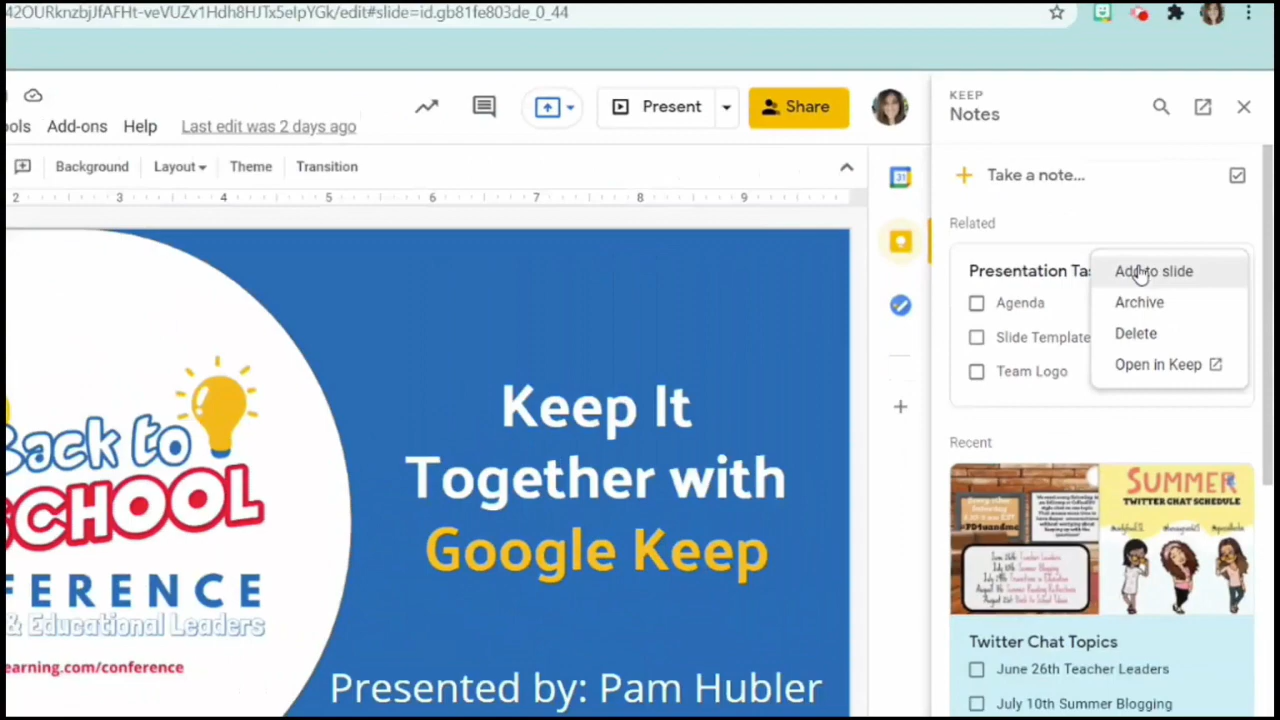 42OURknzbjJfAFHt-veVUZv1Hdh8HJTx5eIpYGk/edit#slide=id.gb81fe803de_0_44
ools Add-ons Help Last edit was 2 days ago
Present
Share
KEEP
Notes
Background Layout Theme Transition
2 3 4 5 6 7 8 9
31
Take a note...
Related
Presentation Tas
Agenda
Slide Template
Team Logo
Add to slide
Archive
Delete
Open in Keep
Back to
SCHOOL
FERENCE
& Educational Leaders
earning.com/conference
Keep It
Together with
Google Keep
Presented by: Pam Hubler
Recent
SUMMER
TWITTER CHAT SCHEDULE
Twitter Chat Topics
June 26th Teacher Leaders
July 10th Summer Blogging